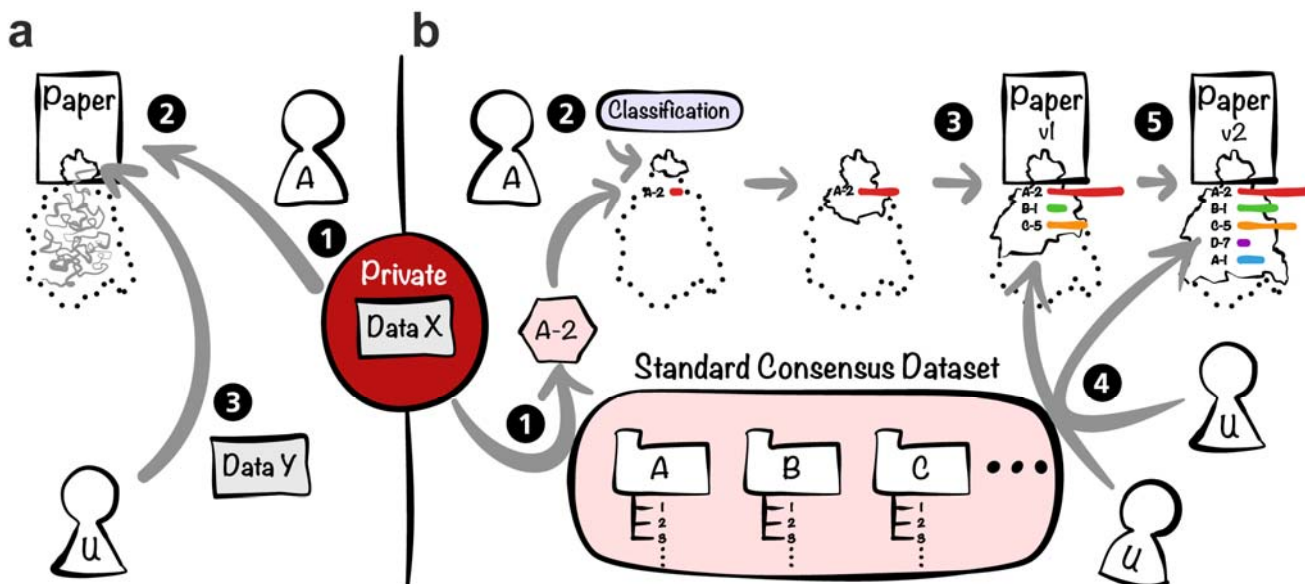 a
Paper
2
A
1
Private
Data X
3
Data Y
U
b
A
2
Classification
A-2
A-2
3
Paper
v1
A-2
B-1
C-5
5
Paper
v2
A-2
B-1
C-5
D-7
A-1
A-2
1
Standard Consensus Dataset
4
A
1
2
3
B
1
2
3
C
1
2
3
U
U